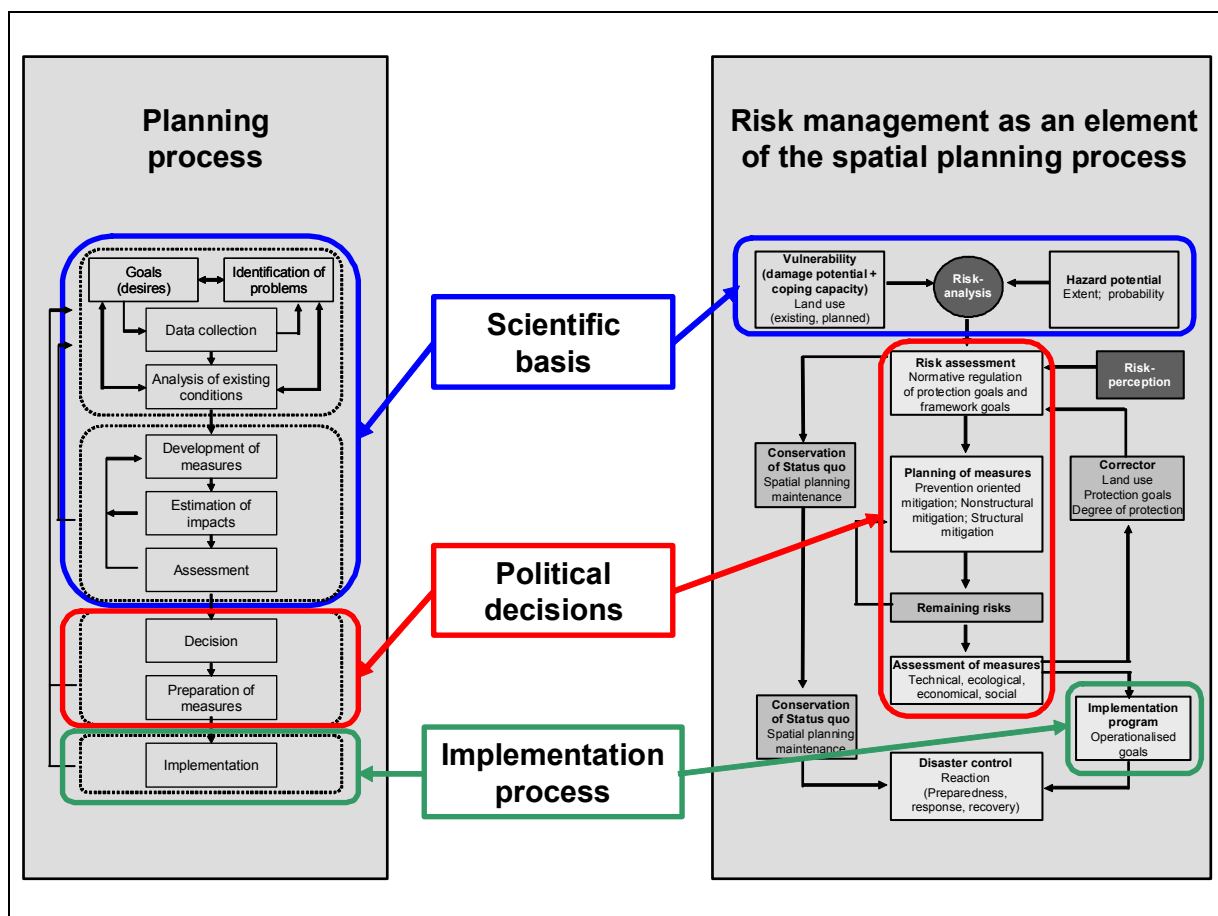 Planning
process
Goals
(desires)
Identification of
problems
Data collection
Analysis of existing
conditions
Development of
measures
Estimation of
impacts
Assessment
Decision
Preparation of
measures
Implementation
Scientific
basis
Political
decisions
Implementation
process
Risk management as an element
of the spatial planning process
Vulnerability
(damage potential +
coping capacity)
Land use
(existing, planned)
Risk-
analysis
Hazard potential
Extent; probability
Risk assessment
Normative regulation
of protection goals and
framework goals
Risk-
perception
Conservation
of Status quo
Spatial planning
maintenance
Planning of measures
Prevention oriented
mitigation; Nonstructural
mitigation; Structural
mitigation
Corrector
Land use
Protection goals
Degree of protection
Remaining risks
Assessment of measures
Technical, ecological,
economical, social
Conservation
of Status quo
Spatial planning
maintenance
Implementation
program
Operationalised
goals
Disaster control
Reaction
(Preparedness,
response, recovery)